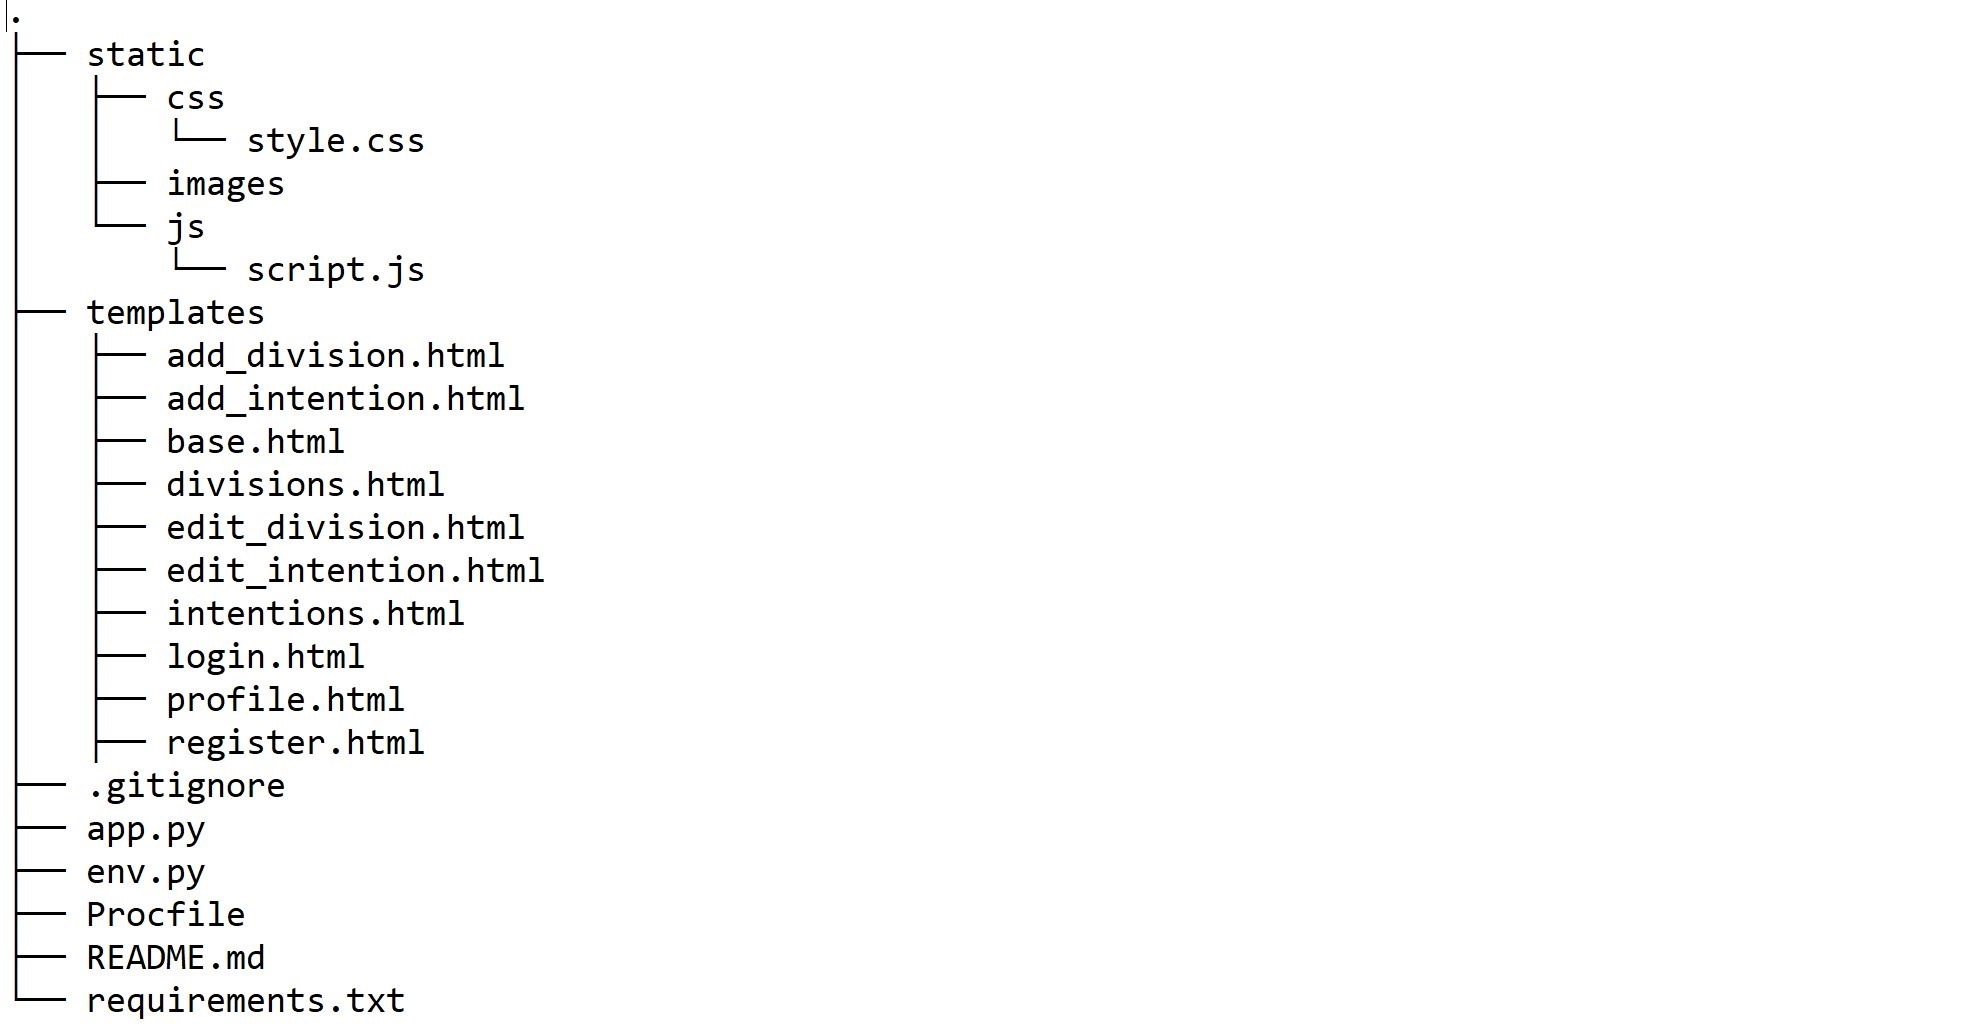 .
├── static
│   ├── css
│   │   └── style.css
│   ├── images
│   └── js
│       └── script.js
├── templates
│   ├── add_division.html
│   ├── add_intention.html
│   ├── base.html
│   ├── divisions.html
│   ├── edit_division.html
│   ├── edit_intention.html
│   ├── intentions.html
│   ├── login.html
│   ├── profile.html
│   ├── register.html
├── .gitignore
├── app.py
├── env.py
├── Procfile
├── README.md
└── requirements.txt